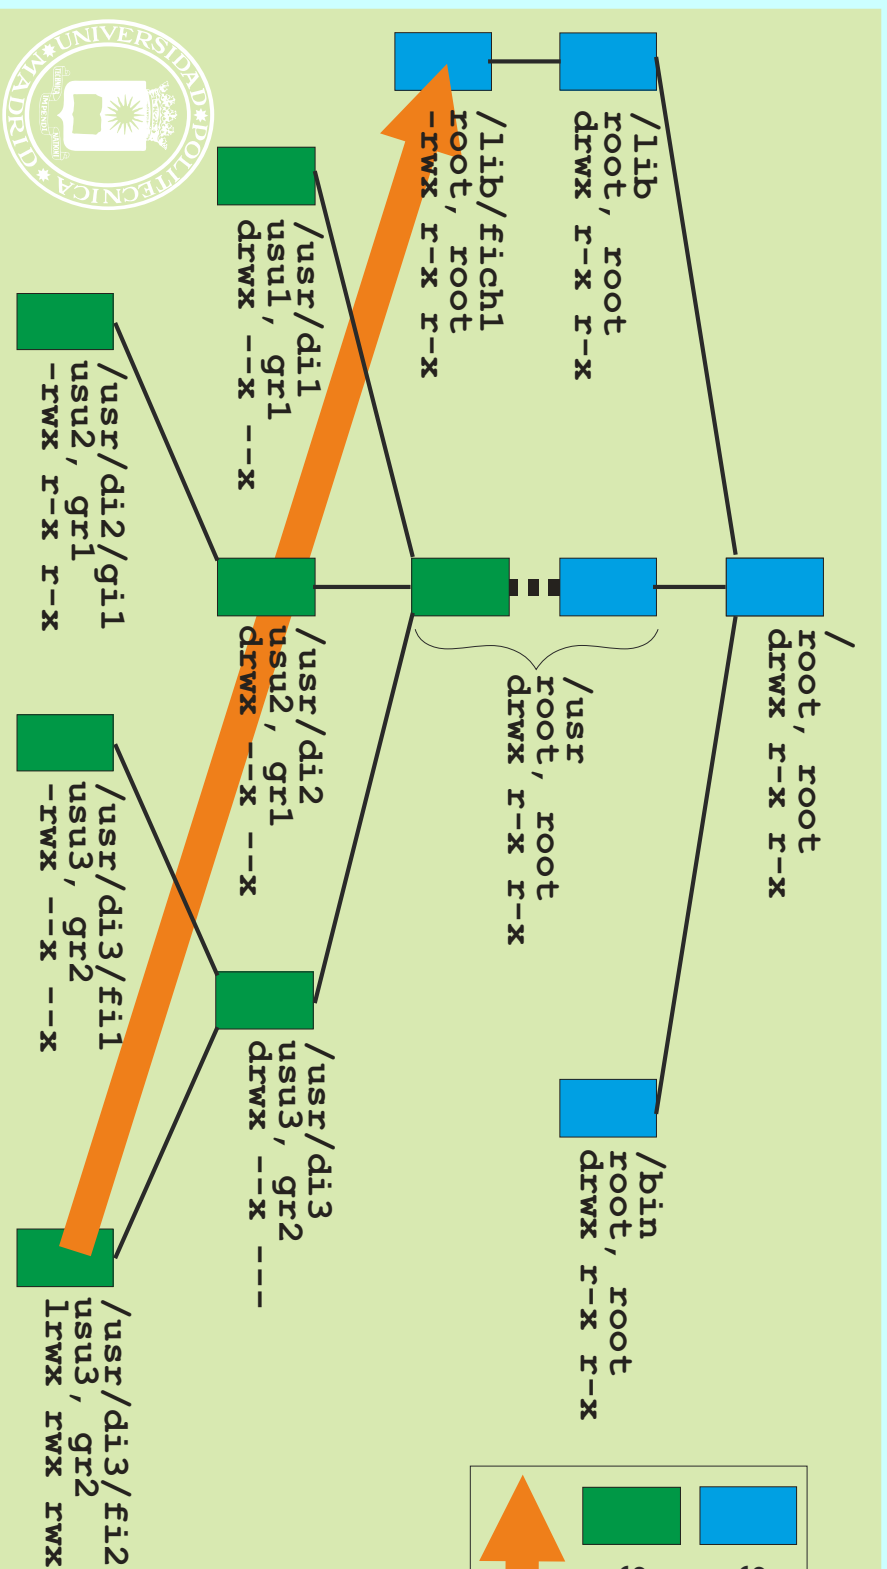 /
root, root
drwx r-x r-x
/lib
root, root
drwx r-x r-x
/usr
root, root
drwx r-x r-x
/bin
root, root
drwx r-x r-x
/lib/fich1
root, root
-rwx r-x r-x
/usr/di1
usu1, gr1
drwx --x --x
/usr/di2
usu2, gr1
drwx --x --x
/usr/di3
usu3, gr2
drwx --x ---
/usr/di2/gi1
usu2, gr1
-rwx r-x r-x
/usr/di3/fi1
usu3, gr2
-rwx --x --x
/usr/di3/fi2
usu3, gr2
lrwx rwx rwx
UNIVERSIDAD POLITECNICA
MADRID